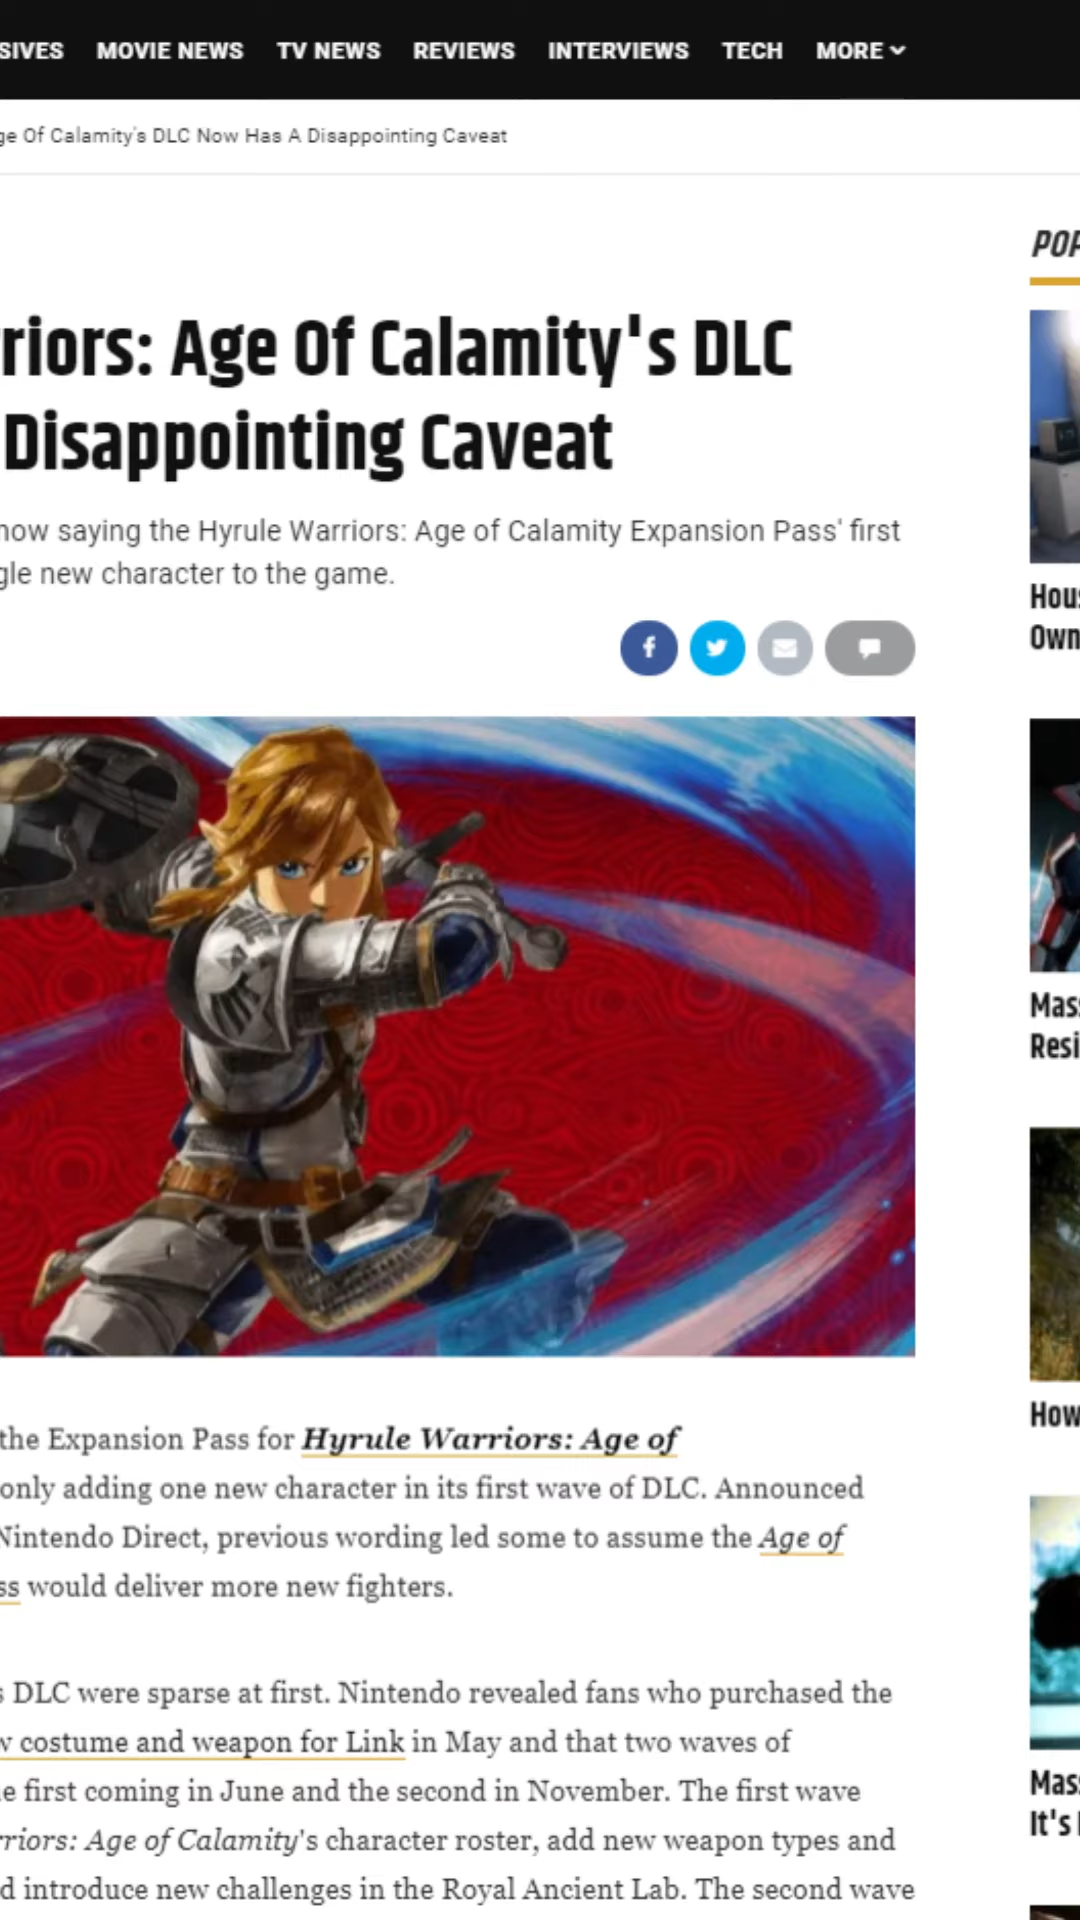 SIVES MOVIE NEWS TV NEWS REVIEWS INTERVIEWS TECH MORE
ge Of Calamity's DLC Now Has A Disappointing Caveat
POP
rriors: Age Of Calamity's DLC
Disappointing Caveat
now saying the Hyrule Warriors: Age of Calamity Expansion Pass' first
gle new character to the game.
Hous
Own
Mass
Resi
How
the Expansion Pass for Hyrule Warriors: Age of
only adding one new character in its first wave of DLC. Announced
Nintendo Direct, previous wording led some to assume the Age of
ss would deliver more new fighters.
s DLC were sparse at first. Nintendo revealed fans who purchased the
w costume and weapon for Link in May and that two waves of
e first coming in June and the second in November. The first wave
rriors: Age of Calamity's character roster, add new weapon types and
d introduce new challenges in the Royal Ancient Lab. The second wave
Mass
It's